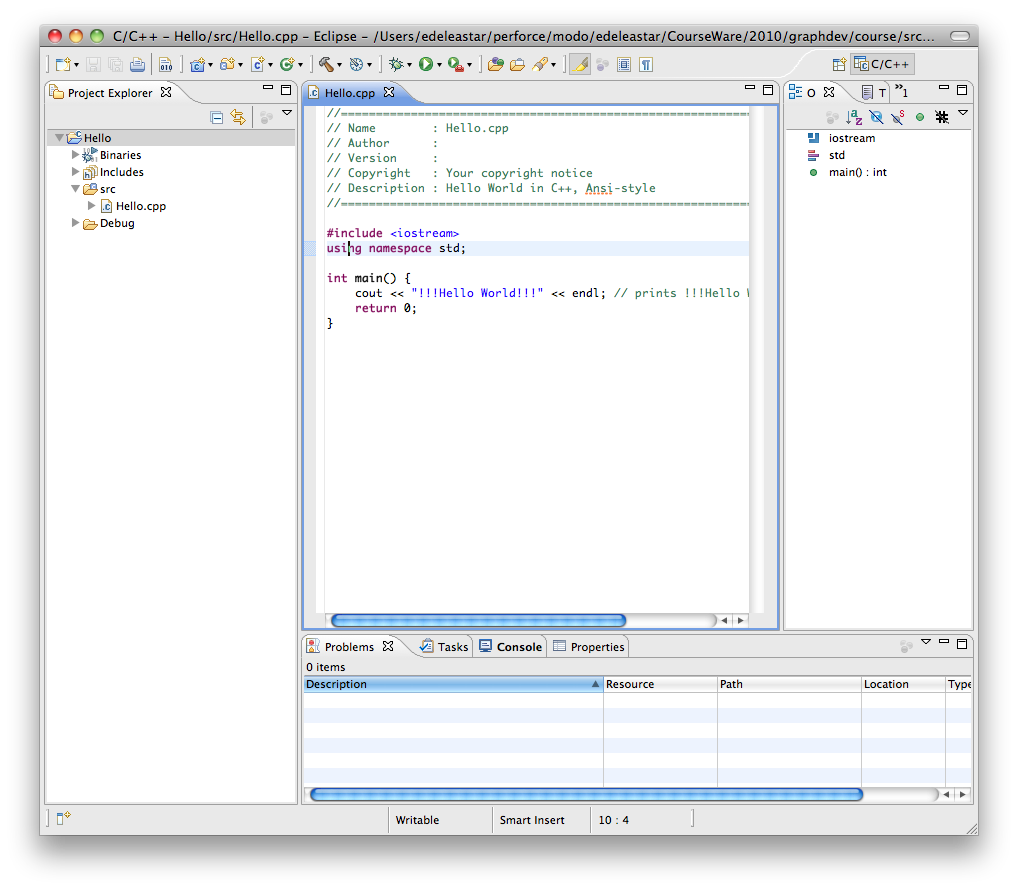 C/C++ – Hello/src/Hello.cpp – Eclipse – /Users/edeleastar/perforce/modo/edeleastar/CourseWare/2010/graphdev/course/src...
010
C/C++
Project Explorer
Hello
Binaries
Includes
src
Hello.cpp
Debug
Hello.cpp
//==========================================================
// Name        : Hello.cpp
// Author      :
// Version     :
// Copyright   : Your copyright notice
// Description : Hello World in C++, Ansi-style
//==========================================================
#include <iostream>
using namespace std;
int main() {
    cout << "!!!Hello World!!!" << endl; // prints !!!Hello W
    return 0;
}
O
T
»1
iostream
std
main() : int
Problems
Tasks
Console
Properties
0 items
Description Resource Path Location Type
Writable
Smart Insert
10 : 4